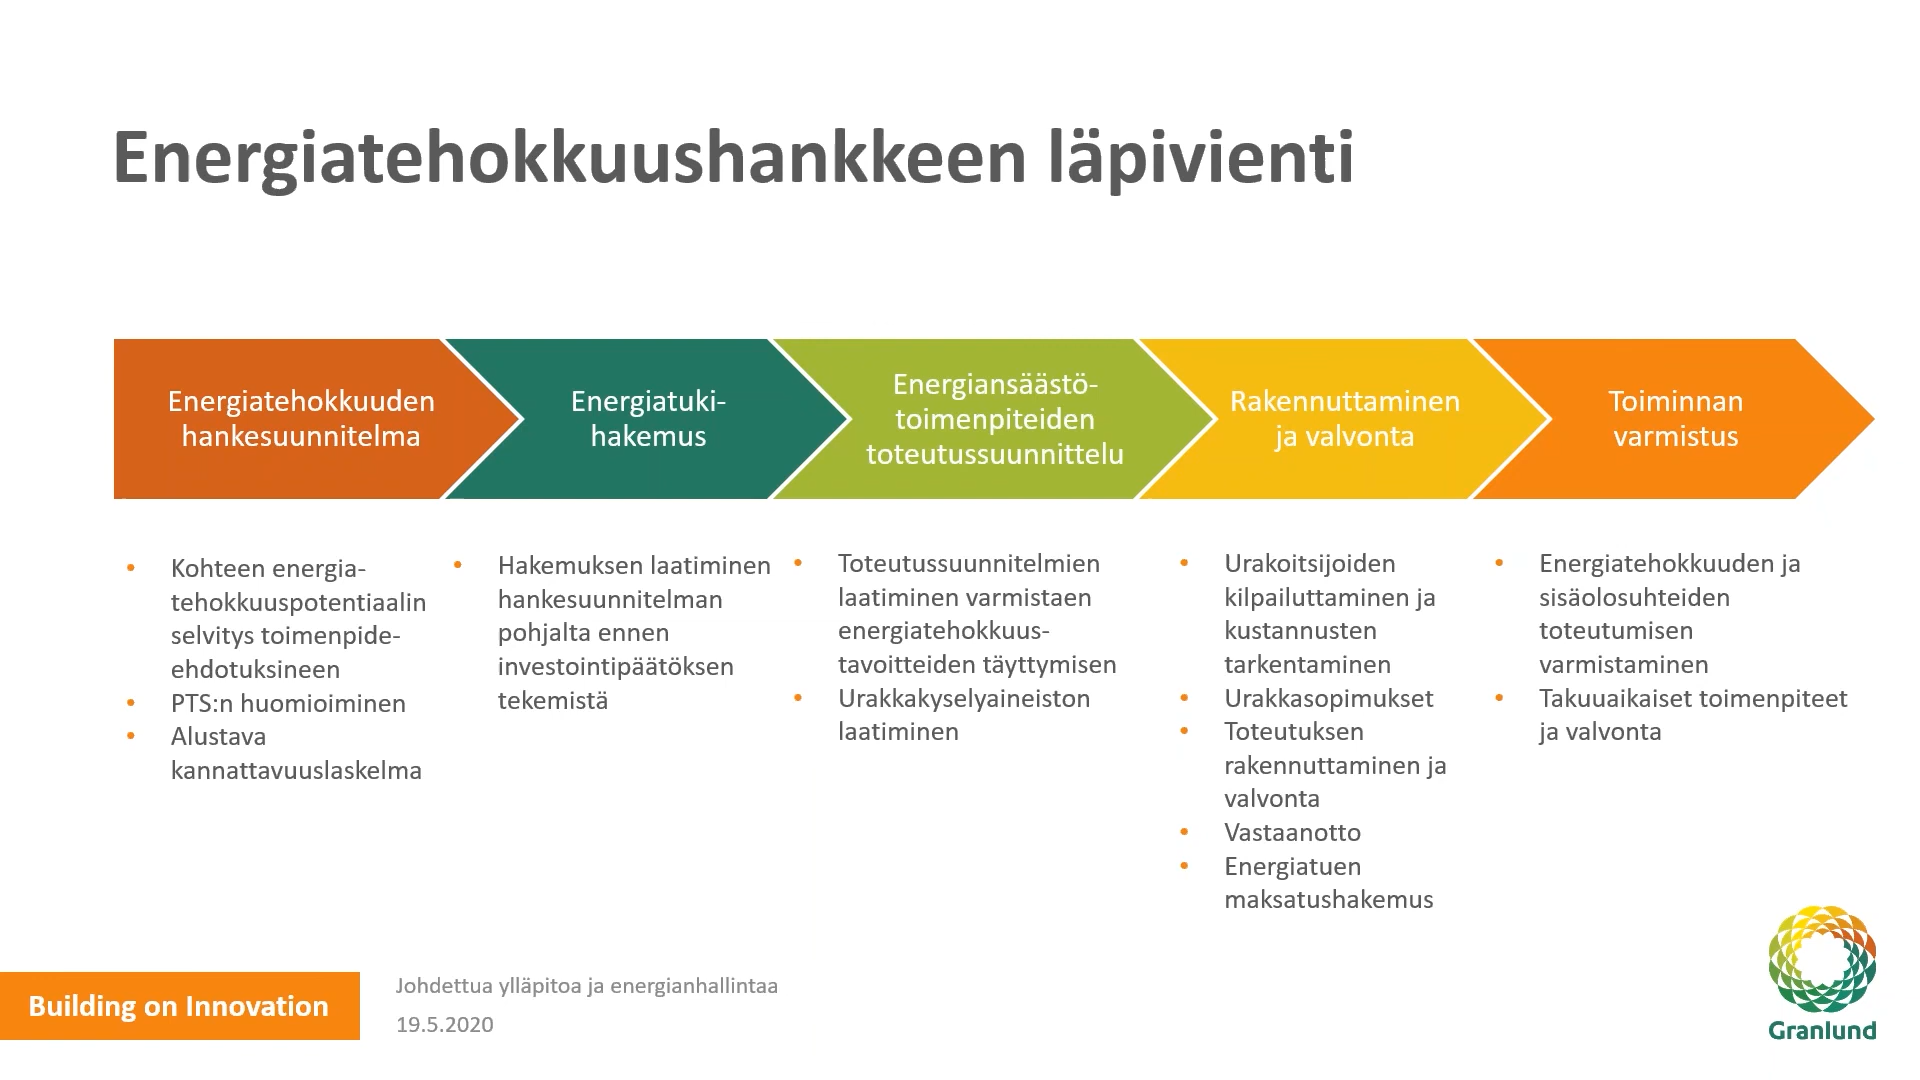 Energiatehokkuushankkeen läpivienti
Energiatehokkuuden
hankesuunnitelma
Energiatuki-
hakemus
Energiansäästö-
toimenpiteiden
toteutussuunnittelu
Rakennuttaminen
ja valvonta
Toiminnan
varmistus
• Kohteen energia-
tehokkuuspotentiaalin
selvitys toimenpide-
ehdotuksineen
• PTS:n huomioiminen
• Alustava
kannattavuuslaskelma
• Hakemuksen laatiminen
hankesuunnitelman
pohjalta ennen
investointipäätöksen
tekemistä
• Toteutussuunnitelmien
laatiminen varmistaen
energiatehokkuus-
tavoitteiden täyttymisen
• Urakkakyselyaineiston
laatiminen
• Urakoitsijoiden
kilpailuttaminen ja
kustannusten
tarkentaminen
• Urakkasopimukset
• Toteutuksen
rakennuttaminen ja
valvonta
• Vastaanotto
• Energiatuen
maksatushakemus
• Energiatehokkuuden ja
sisäolosuhteiden
toteutumisen
varmistaminen
• Takuuaikaiset toimenpiteet
ja valvonta
Building on Innovation
Johdettua ylläpitoa ja energianhallintaa
19.5.2020
Granlund